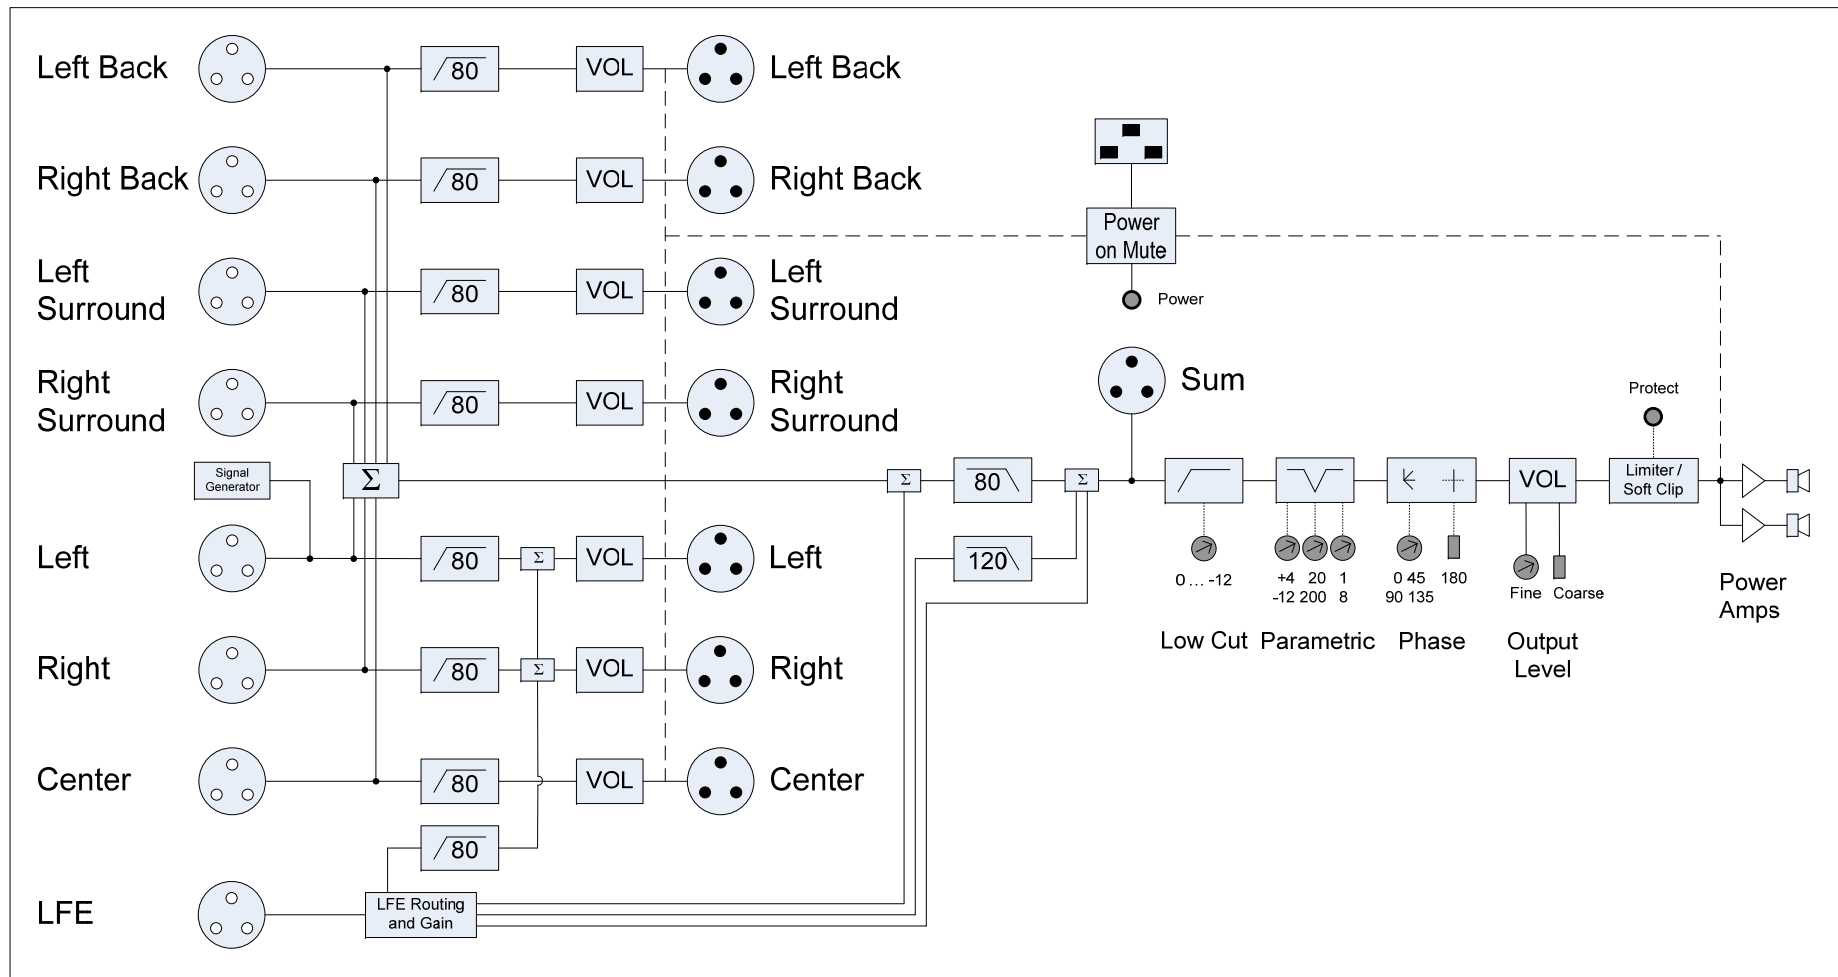 Left Back
80
VOL
Left Back
Right Back
80
VOL
Right Back
Power
on Mute
Left
Surround
80
VOL
Left
Surround
Power
Right
Surround
80
VOL
Right
Surround
Sum
Protect
Signal
Generator
Σ
Σ
80
Σ
VOL
Limiter /
Soft Clip
Left
80
Σ
VOL
Left
120
0 ... -12
+4 20 1
-12 200 8
0 45 180
90 135
Fine Coarse
Power
Amps
Low Cut
Parametric
Phase
Output
Level
Right
80
Σ
VOL
Right
Center
80
VOL
Center
80
LFE
LFE Routing
and Gain